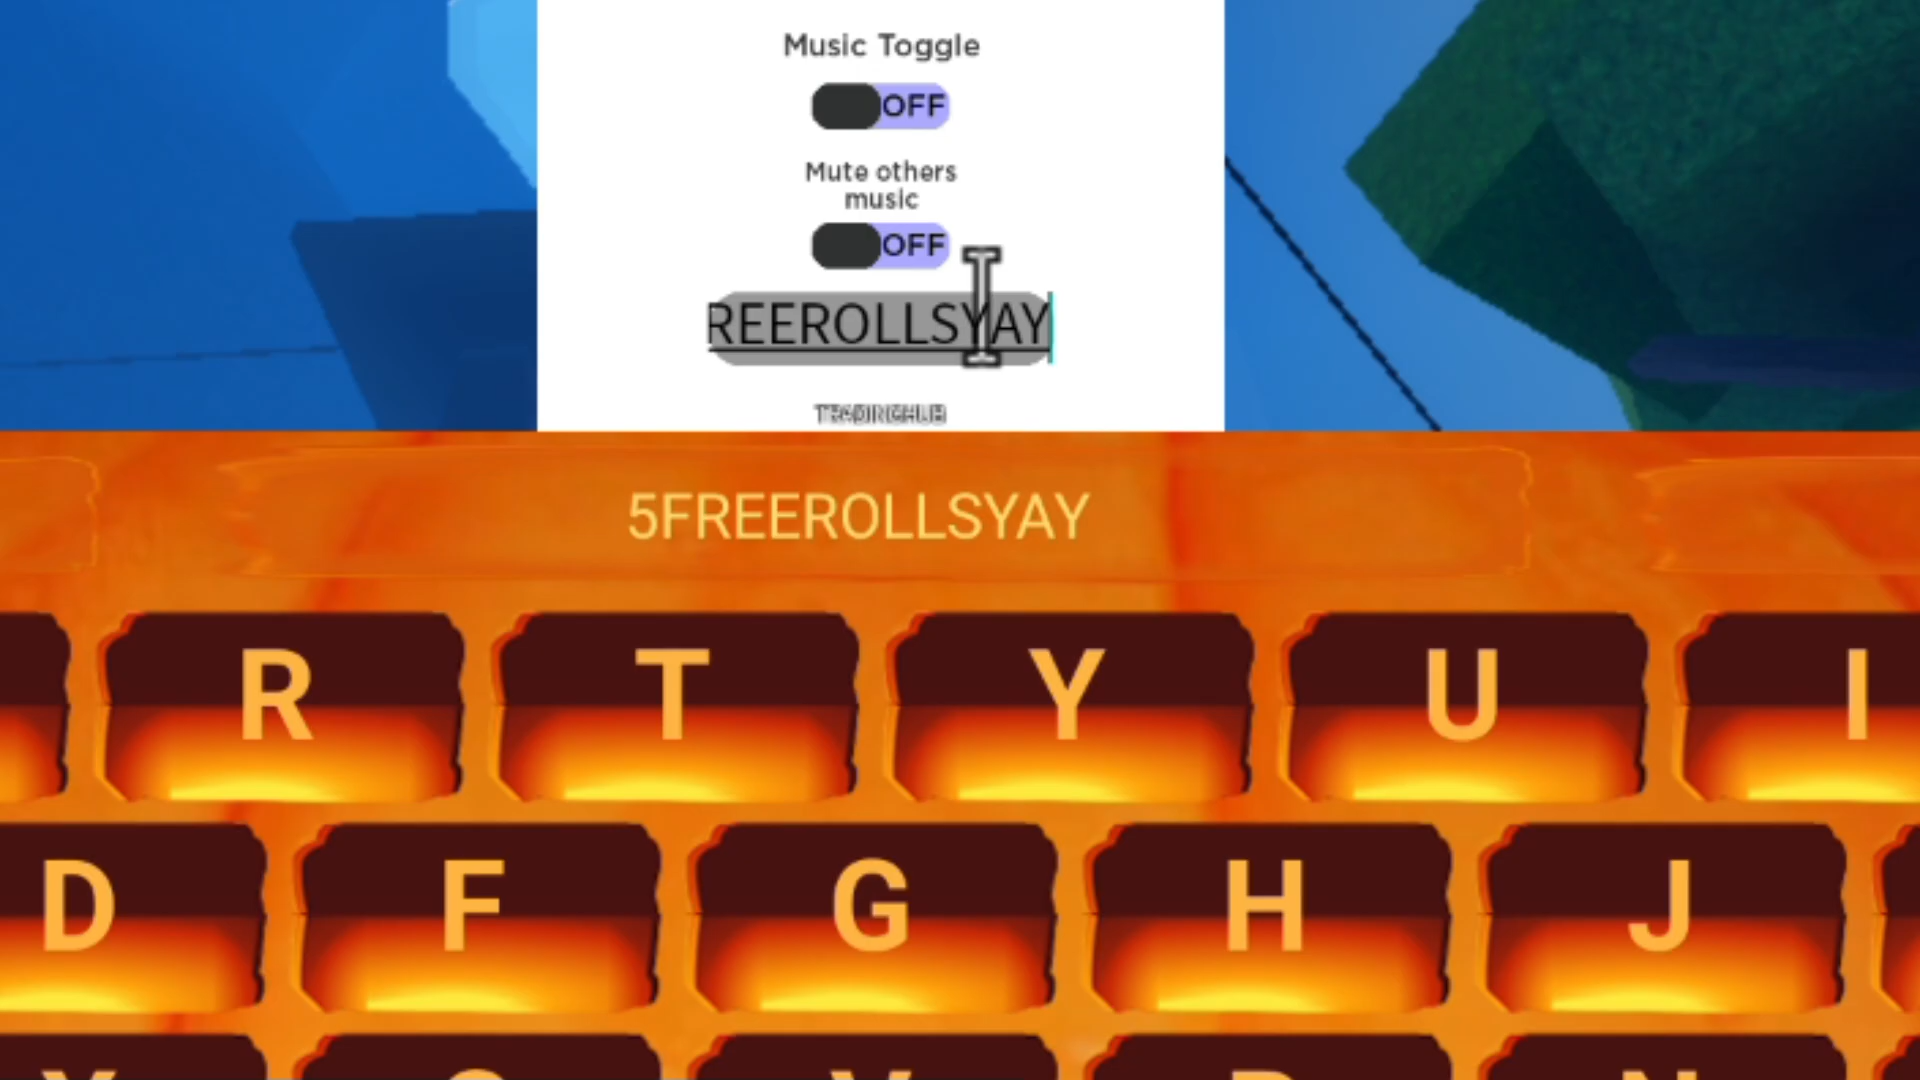 Music Toggle
OFF
Mute others
music
OFF
REEROLLSYAY
5FREEROLLSYAY
R T Y U I
D F G H J